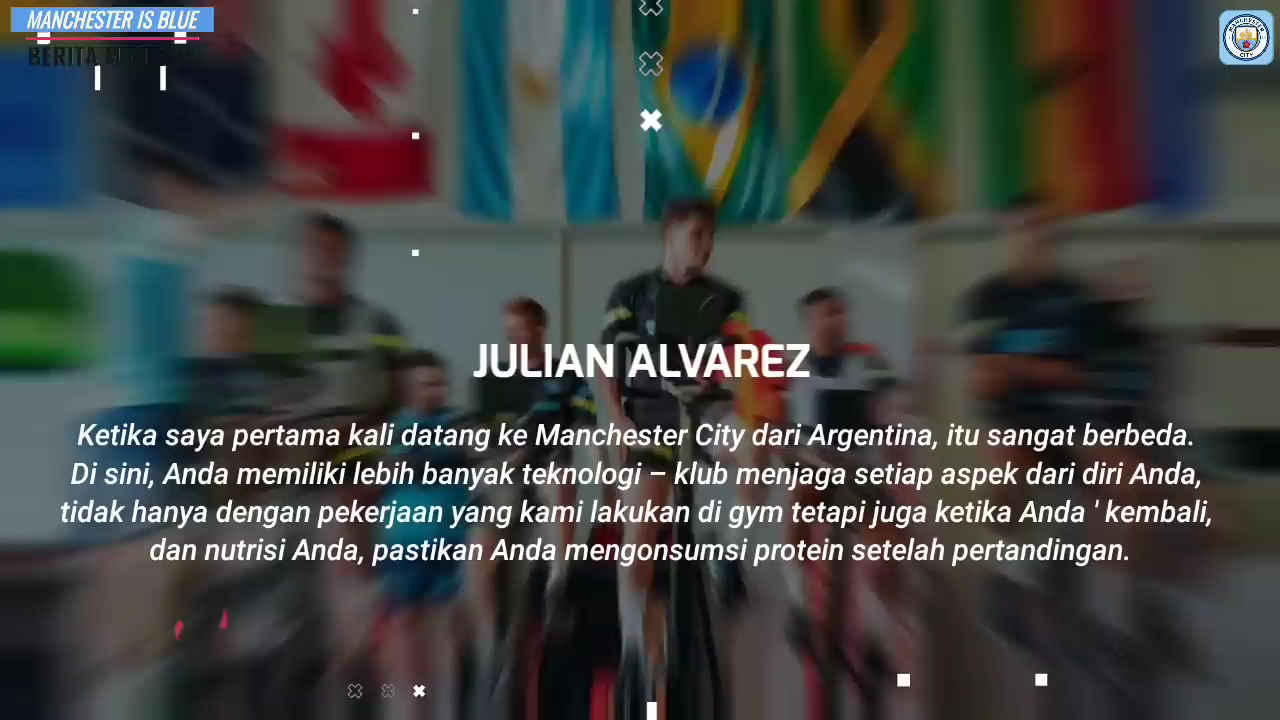 MANCHESTER IS BLUE
BERITA
JULIAN ALVAREZ
Ketika saya pertama kali datang ke Manchester City dari Argentina, itu sangat berbeda.
Di sini, Anda memiliki lebih banyak teknologi – klub menjaga setiap aspek dari diri Anda,
tidak hanya dengan pekerjaan yang kami lakukan di gym tetapi juga ketika Anda ' kembali,
dan nutrisi Anda, pastikan Anda mengonsumsi protein setelah pertandingan.